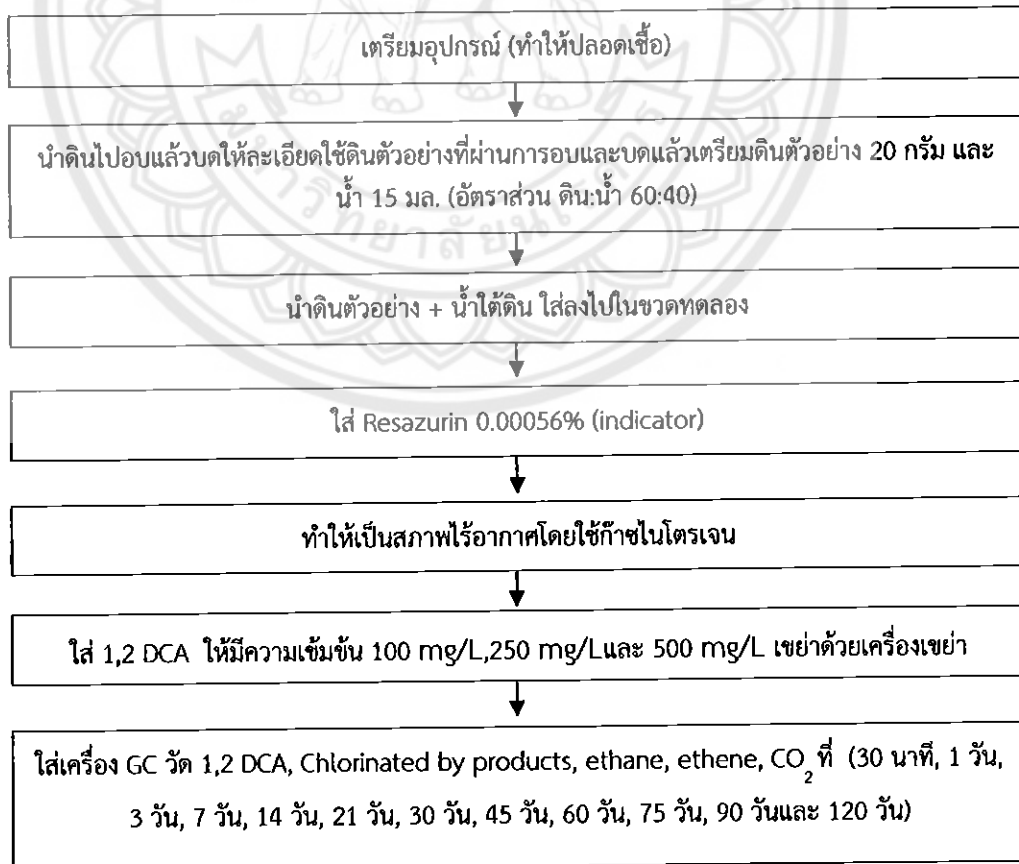 เตรียมอุปกรณ์ (ทำให้ปลอดเชื้อ)
นำดินไปอบแล้วบดให้ละเอียดใช้ดินตัวอย่างที่ผ่านการอบและบดแล้วเตรียมดินตัวอย่าง 20 กรัม และ
น้ำ 15 มล. (อัตราส่วน ดิน:น้ำ 60:40)
นำดินตัวอย่าง + น้ำใต้ดิน ใส่ลงไปในขวดทดลอง
ใส่ Resazurin 0.00056% (indicator)
ทำให้เป็นสภาพไร้อากาศโดยใช้ก๊าซไนโตรเจน
ใส่ 1,2 DCA ให้มีความเข้มข้น 100 mg/L,250 mg/Lและ 500 mg/L เขย่าด้วยเครื่องเขย่า
ใส่เครื่อง GC วัด 1,2 DCA, Chlorinated by products, ethane, ethene, CO2 ที่ (30 นาที, 1 วัน,
3 วัน, 7 วัน, 14 วัน, 21 วัน, 30 วัน, 45 วัน, 60 วัน, 75 วัน, 90 วันและ 120 วัน)